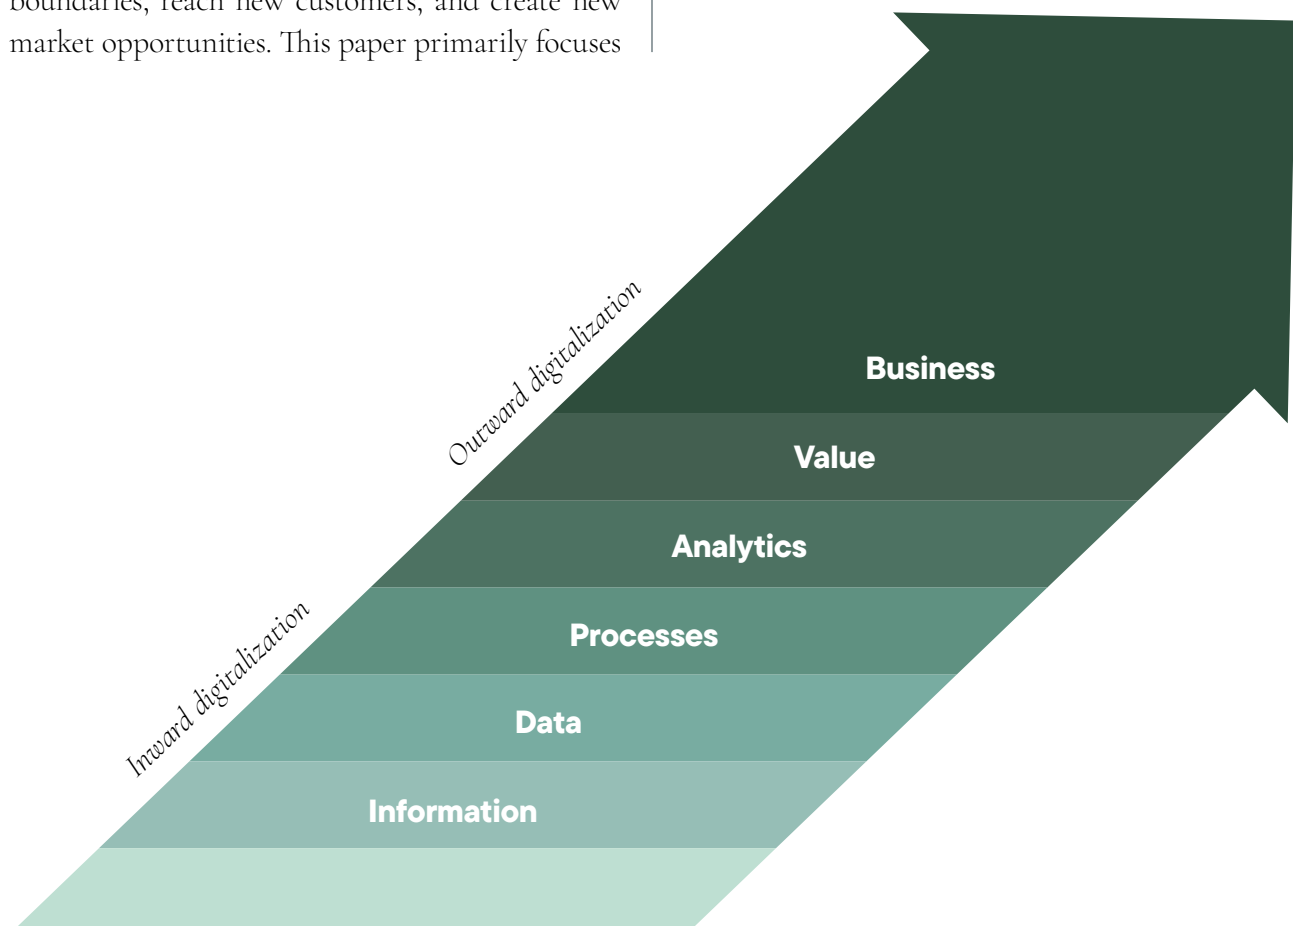 boundaries, reach new customers, and create new
market opportunities. This paper primarily focuses
Outward digitalization
Business
Value
Analytics
Processes
Inward digitalization
Data
Information